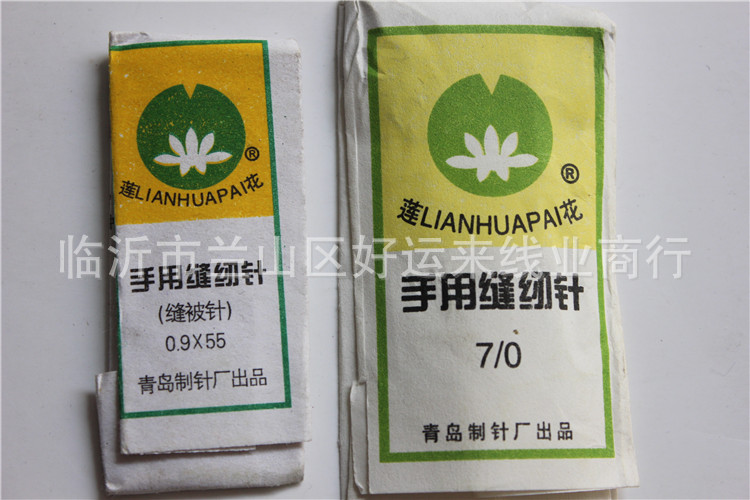 ®
莲LIANHUAPAI花
手用缝纫针
(缝被针)
0.9X55
青岛制针厂出品
®
莲LIANHUAPAI花
手用缝纫针
7/0
青岛制针厂出品
临沂市兰山区好运来线业商行